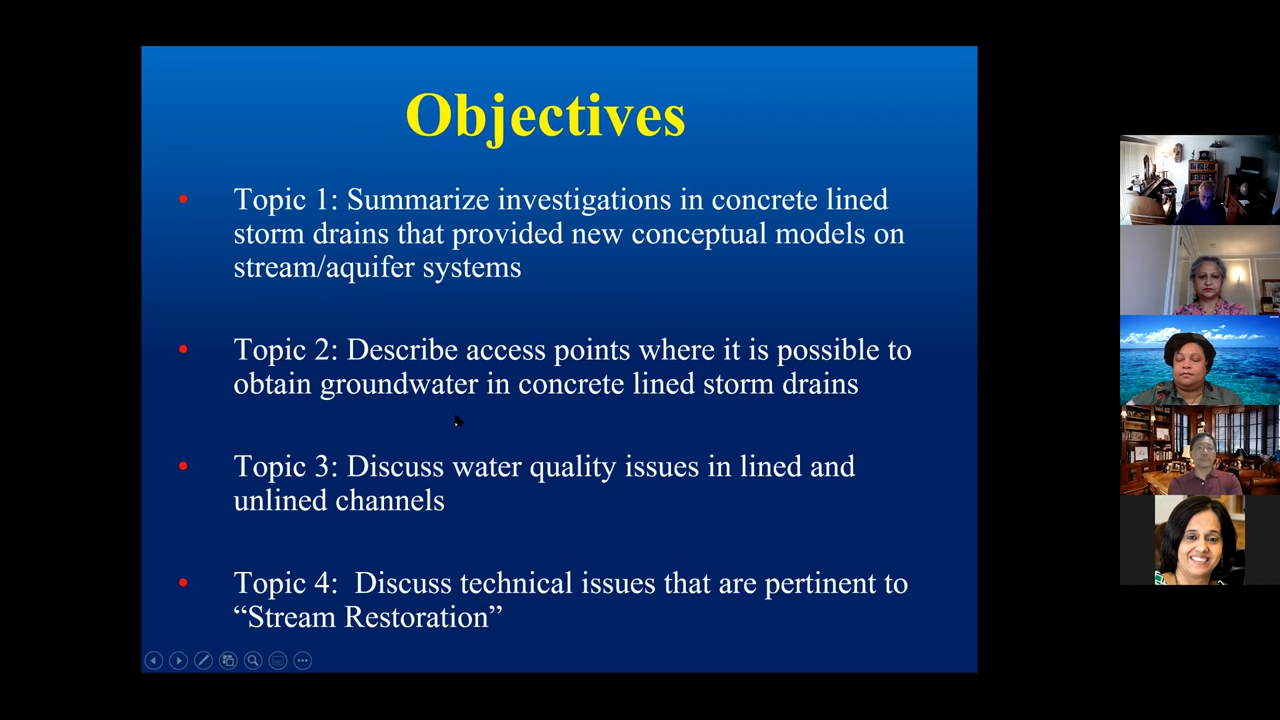 Objectives
• Topic 1: Summarize investigations in concrete lined
storm drains that provided new conceptual models on
stream/aquifer systems
• Topic 2: Describe access points where it is possible to
obtain groundwater in concrete lined storm drains
• Topic 3: Discuss water quality issues in lined and
unlined channels
• Topic 4:  Discuss technical issues that are pertinent to
“Stream Restoration”